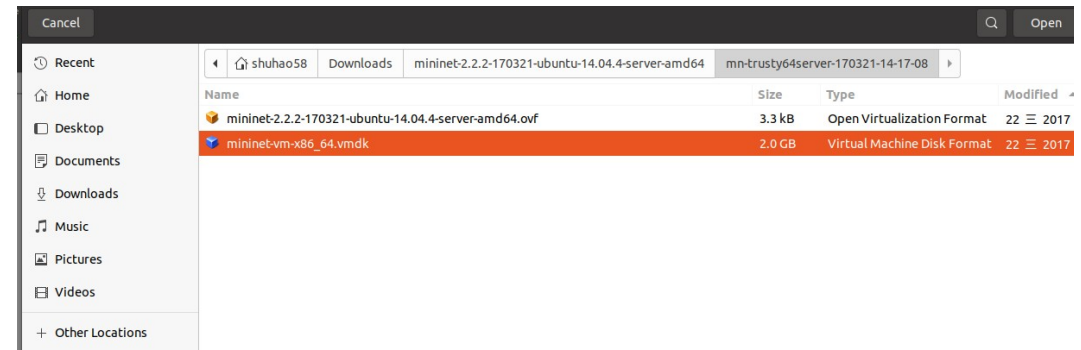 Cancel Open
Recent shuhao58 Downloads mininet-2.2.2-170321-ubuntu-14.04.4-server-amd64 mn-trusty64server-170321-14-17-08
Home Name Size Type Modified
Desktop mininet-2.2.2-170321-ubuntu-14.04.4-server-amd64.ovf 3.3 kB Open Virtualization Format 22 三 2017
mininet-vm-x86_64.vmdk 2.0 GB Virtual Machine Disk Format 22 三 2017
Documents
Downloads
Music
Pictures
Videos
+ Other Locations